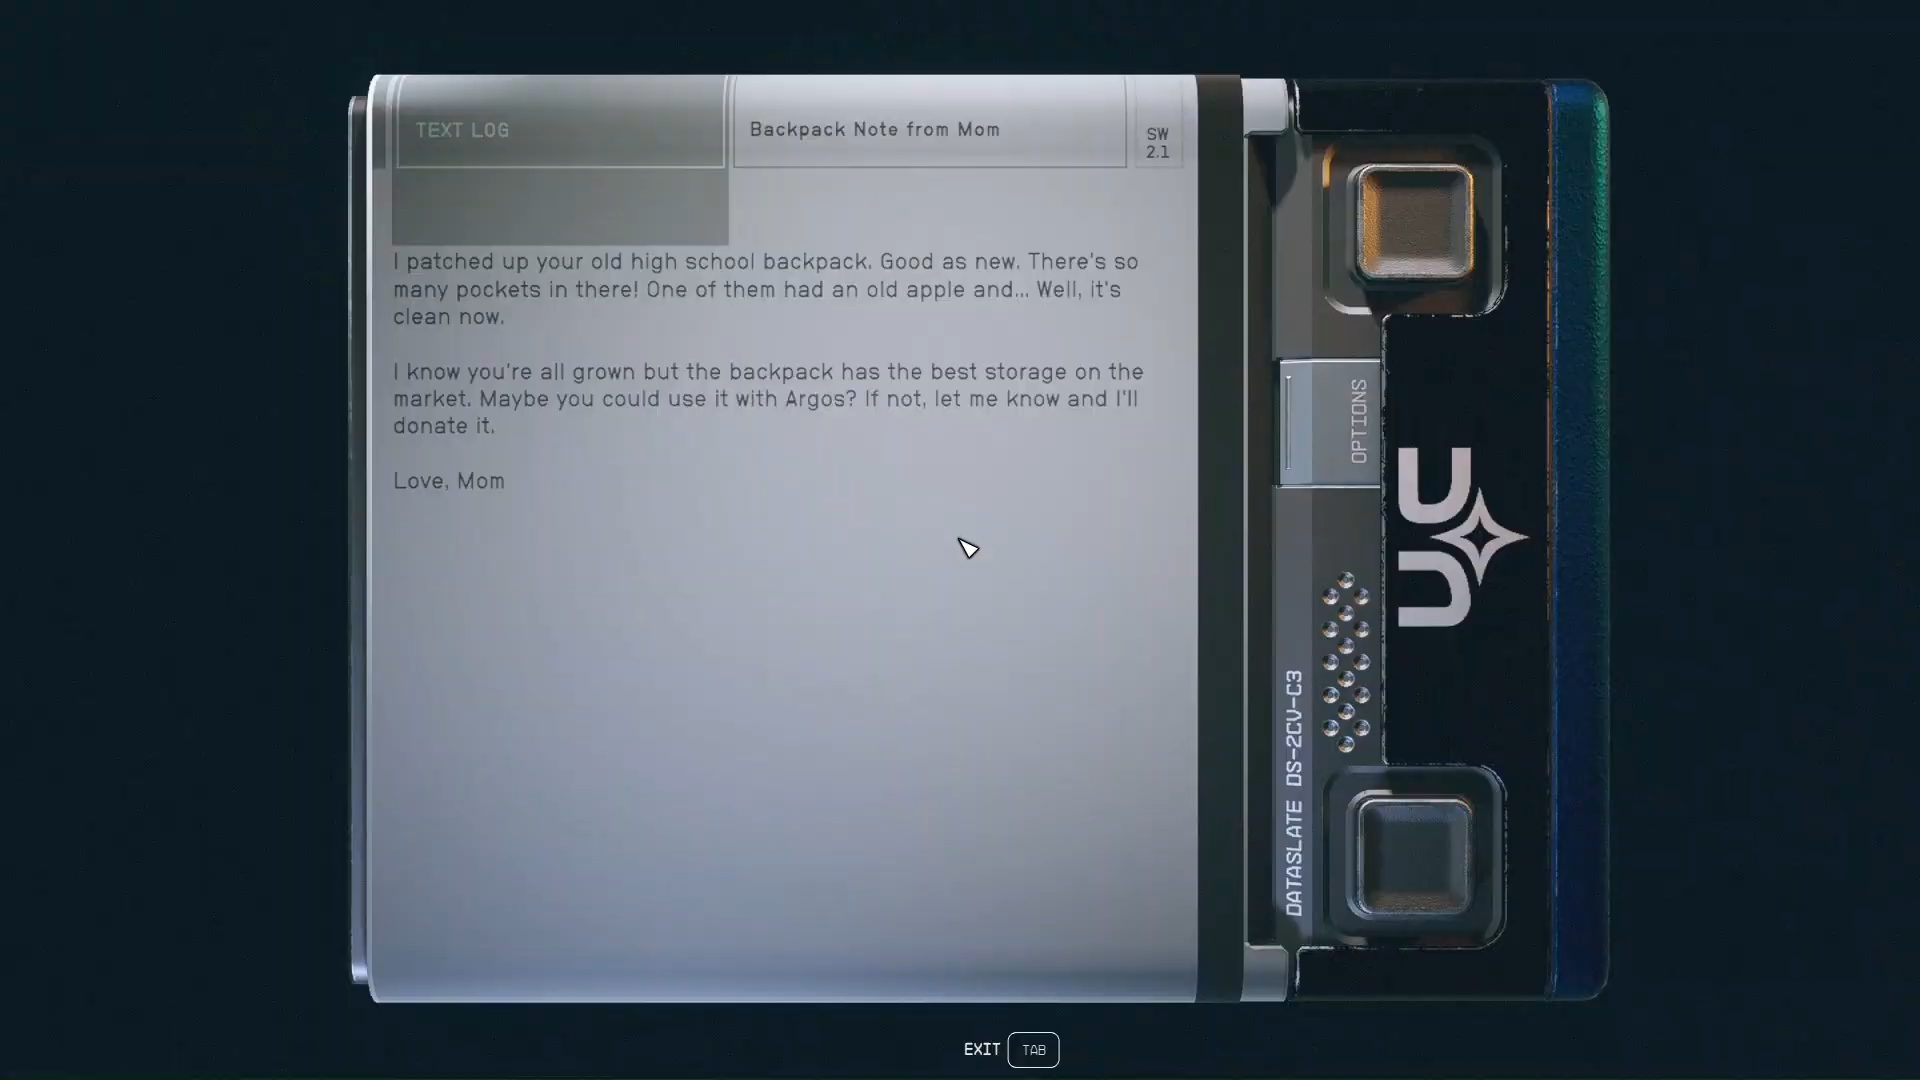 TEXT LOG
Backpack Note from Mom
SW
2.1
I patched up your old high school backpack. Good as new. There's so
many pockets in there! One of them had an old apple and... Well, it's
clean now.
I know you're all grown but the backpack has the best storage on the
market. Maybe you could use it with Argos? If not, let me know and I'll
donate it.
Love, Mom
OPTIONS
UC
DATASLATE DS-2CV-C3
EXIT TAB